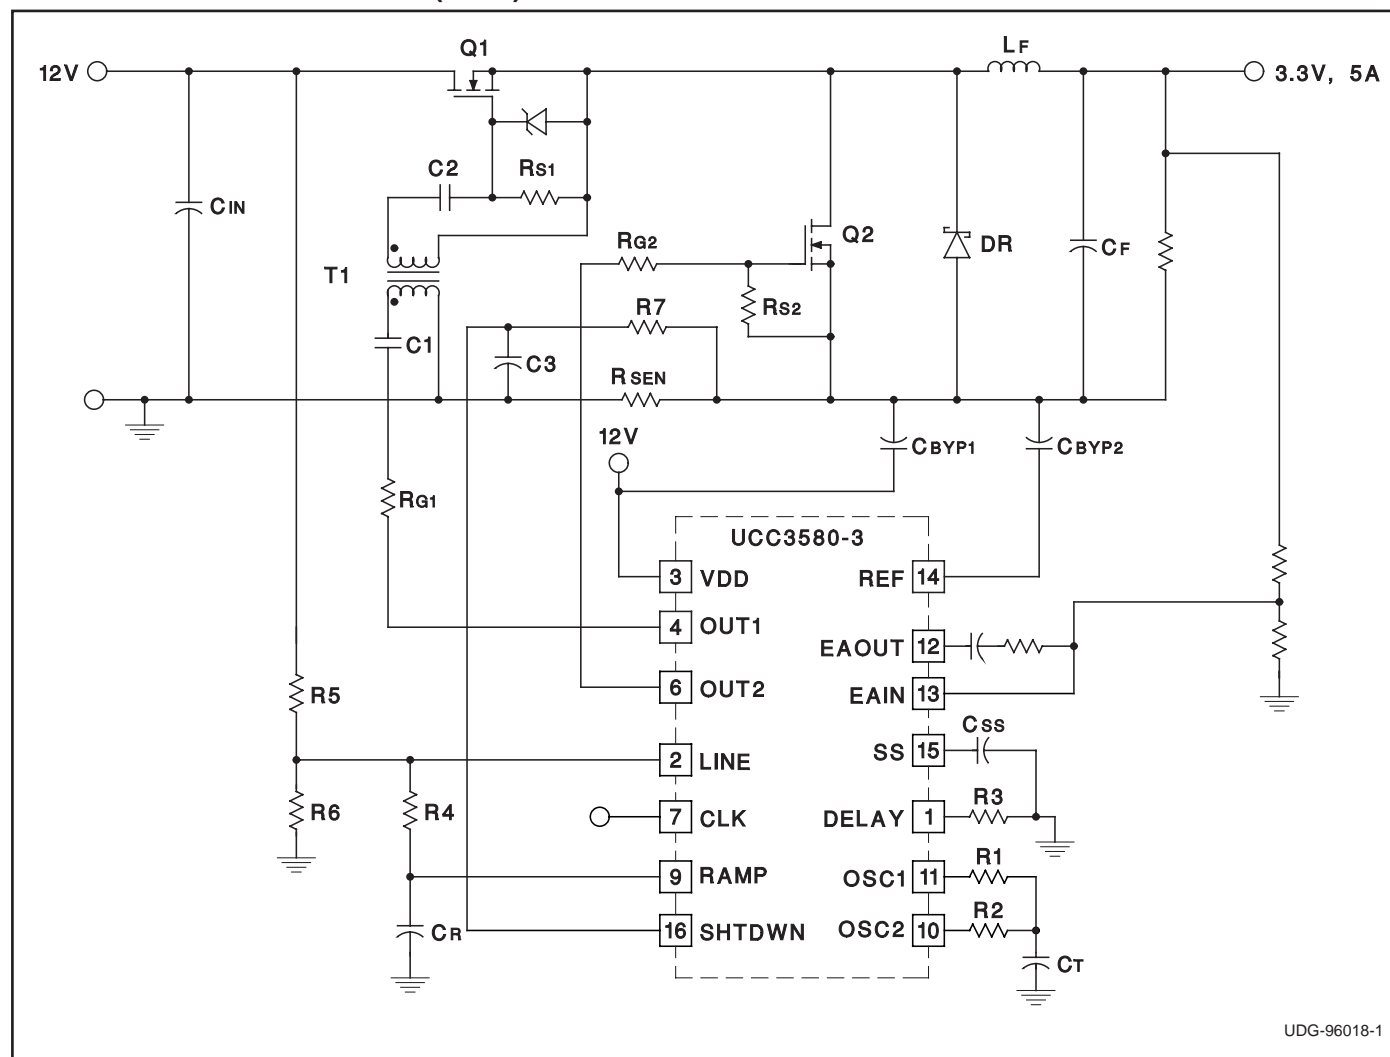 Q1
LF
12V
3.3V, 5A
C2
RS1
CIN
RG2
Q2
DR
CF
T1
R7
RS2
C1
C3
RSEN
12V
CBYP1
CBYP2
RG1
UCC3580-3
3 VDD
REF 14
4 OUT1
EAOUT 12
6 OUT2
EAIN 13
R5
CSS
2 LINE
SS 15
R6
R4
7 CLK
DELAY 1
R3
9 RAMP
OSC1 11
R1
CR
16 SHTDWN
OSC2 10
R2
CT
UDG-96018-1